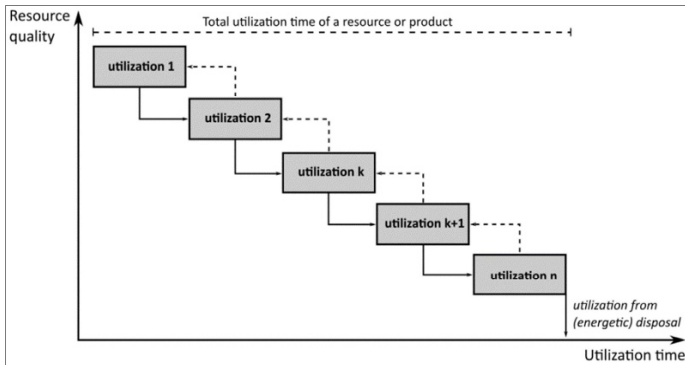 Resource
quality
Total utilization time of a resource or product
utilization 1
utilization 2
utilization k
utilization k+1
utilization n
utilization from
(energetic) disposal
Utilization time